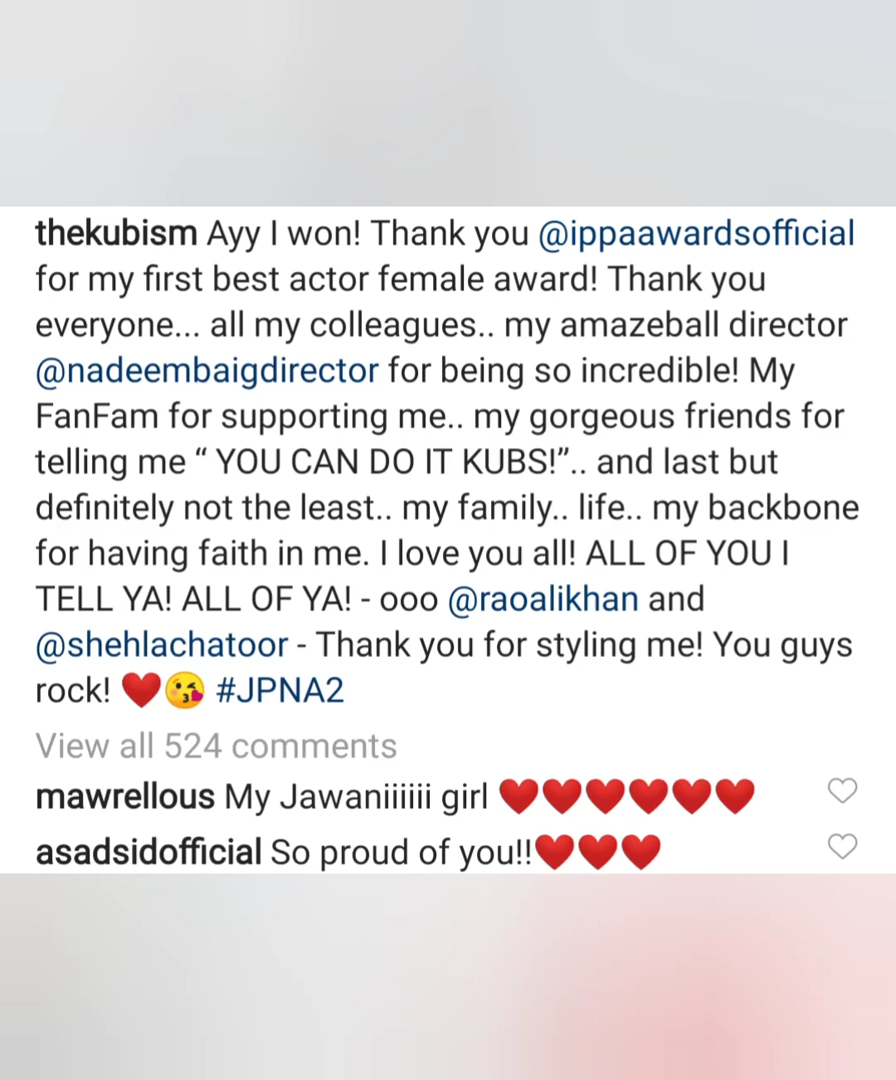 thekubism Ayy I won! Thank you @ippaawardsofficial
for my first best actor female award! Thank you
everyone... all my colleagues.. my amazeball director
@nadeembaigdirector for being so incredible! My
FanFam for supporting me.. my gorgeous friends for
telling me “ YOU CAN DO IT KUBS!”.. and last but
definitely not the least.. my family.. life.. my backbone
for having faith in me. I love you all! ALL OF YOU I
TELL YA! ALL OF YA! - ooo @raoalikhan and
@shehlachatoor - Thank you for styling me! You guys
rock! ❤️😘 #JPNA2
View all 524 comments
mawrellous My Jawaniiiiii girl ❤️❤️❤️❤️❤️❤️
asadsidofficial So proud of you!!❤️❤️❤️